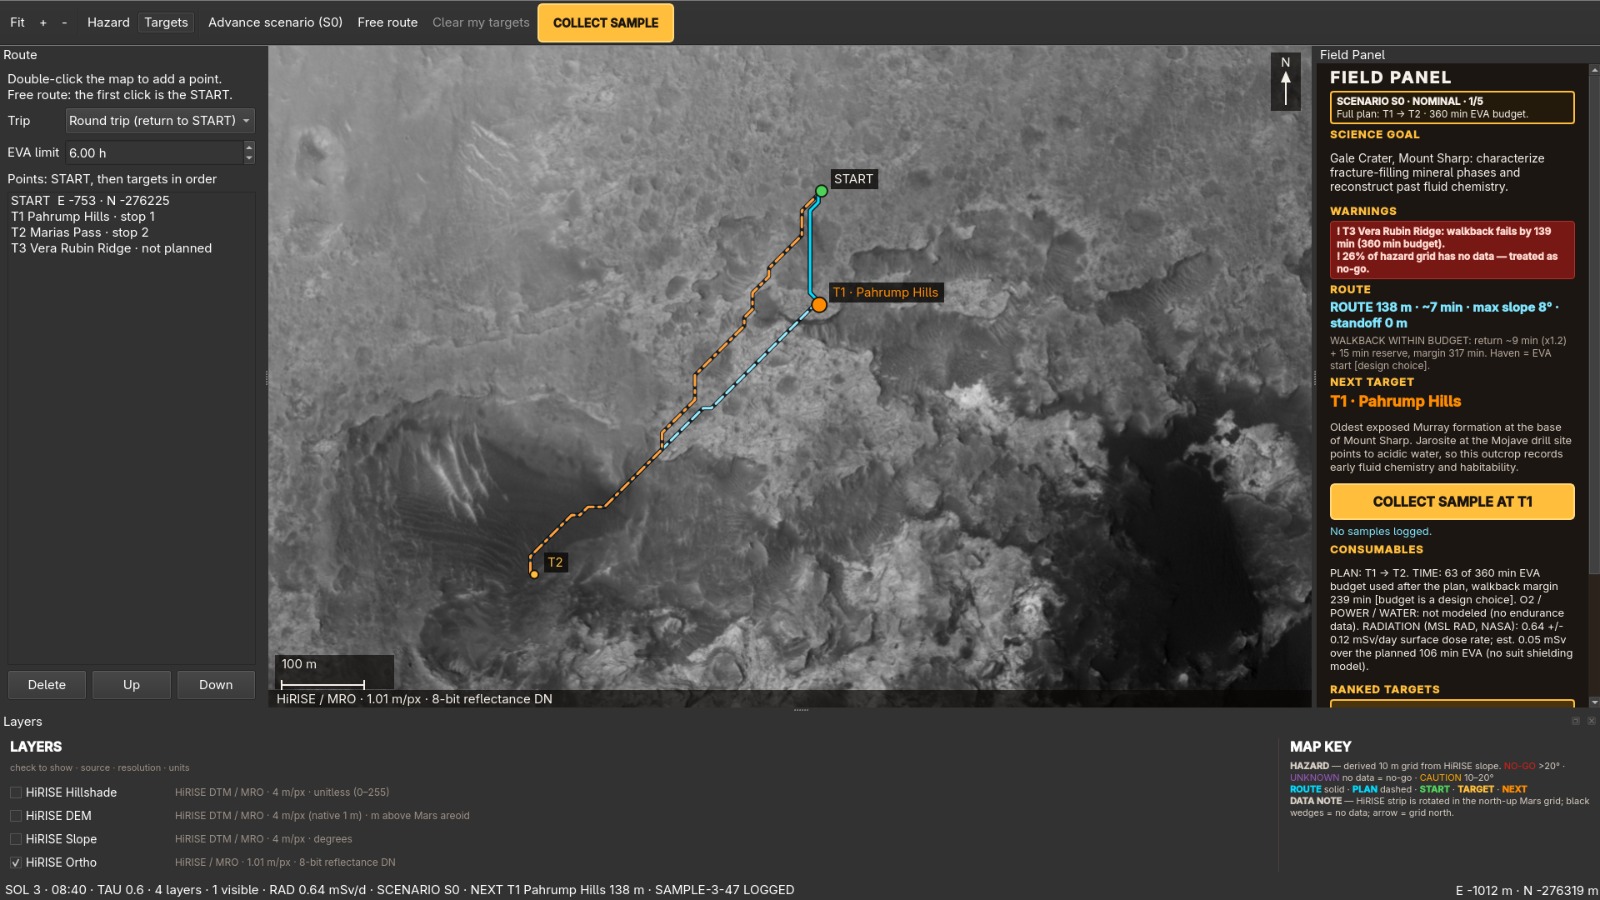 Fit + - Hazard Targets Advance scenario (S0) Free route Clear my targets COLLECT SAMPLE
Route
Double-click the map to add a point.
Free route: the first click is the START.
Trip Round trip (return to START)
EVA limit 6.00 h
Points: START, then targets in order
START E -753 · N -276225
T1 Pahrump Hills · stop 1
T2 Marias Pass · stop 2
T3 Vera Rubin Ridge · not planned
Delete Up Down
N
START
T1 · Pahrump Hills
T2
100 m
HiRISE / MRO · 1.01 m/px · 8-bit reflectance DN
Field Panel
FIELD PANEL
SCENARIO S0 · NOMINAL · 1/5
Full plan: T1 → T2 · 360 min EVA budget.
SCIENCE GOAL
Gale Crater, Mount Sharp: characterize
fracture-filling mineral phases and
reconstruct past fluid chemistry.
WARNINGS
! T3 Vera Rubin Ridge: walkback fails by 139
min (360 min budget).
! 26% of hazard grid has no data — treated as
no-go.
ROUTE
ROUTE 138 m · ~7 min · max slope 8° ·
standoff 0 m
WALKBACK WITHIN BUDGET: return ~9 min (x1.2)
+ 15 min reserve, margin 317 min. Haven = EVA
start [design choice].
NEXT TARGET
T1 · Pahrump Hills
Oldest exposed Murray formation at the base
of Mount Sharp. Jarosite at the Mojave drill site
points to acidic water, so this outcrop records
early fluid chemistry and habitability.
COLLECT SAMPLE AT T1
No samples logged.
CONSUMABLES
PLAN: T1 → T2. TIME: 63 of 360 min EVA
budget used after the plan, walkback margin
239 min [budget is a design choice]. O2 /
POWER / WATER: not modeled (no endurance
data). RADIATION (MSL RAD, NASA): 0.64 +/-
0.12 mSv/day surface dose rate; est. 0.05 mSv
over the planned 106 min EVA (no suit shielding
model).
RANKED TARGETS
Layers
LAYERS
check to show · source · resolution · units
HiRISE Hillshade HiRISE DTM / MRO · 4 m/px · unitless (0–255)
HiRISE DEM HiRISE DTM / MRO · 4 m/px (native 1 m) · m above Mars areoid
HiRISE Slope HiRISE DTM / MRO · 4 m/px · degrees
HiRISE Ortho HiRISE / MRO · 1.01 m/px · 8-bit reflectance DN
MAP KEY
HAZARD — derived 10 m grid from HiRISE slope. NO-GO >20° ·
UNKNOWN no data = no-go · CAUTION 10–20°
ROUTE solid · PLAN dashed · START · TARGET · NEXT
DATA NOTE — HiRISE strip is rotated in the north-up Mars grid; black
wedges = no data; arrow = grid north.
SOL 3 · 08:40 · TAU 0.6 · 4 layers · 1 visible · RAD 0.64 mSv/d · SCENARIO S0 · NEXT T1 Pahrump Hills 138 m · SAMPLE-3-47 LOGGED
E -1012 m · N -276319 m